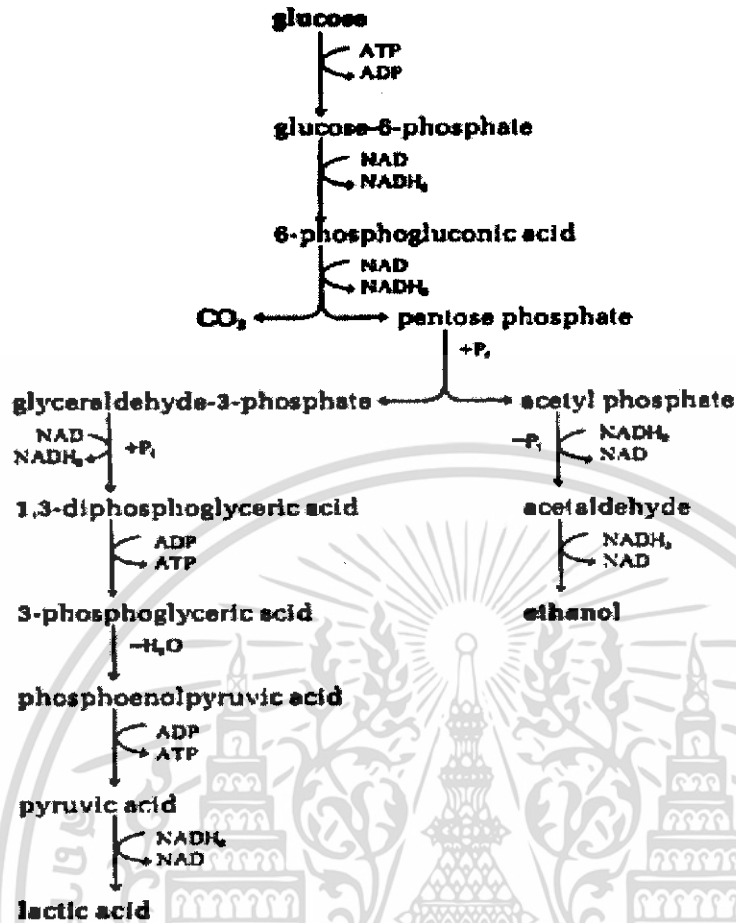 glucose
ATP
ADP
glucose-6-phosphate
NAD
NADH₂
6-phosphogluconic acid
NAD
NADH₂
CO₂ pentose phosphate
+Pᵢ
glyceraldehyde-3-phosphate acetyl phosphate
NAD +Pᵢ −Pᵢ NADH₂
NADH₂ NAD
1,3-diphosphoglyceric acid acetaldehyde
ADP NADH₂
ATP NAD
3-phosphoglyceric acid ethanol
−H₂O
phosphoenolpyruvic acid
ADP
ATP
pyruvic acid
NADH₂
NAD
lactic acid